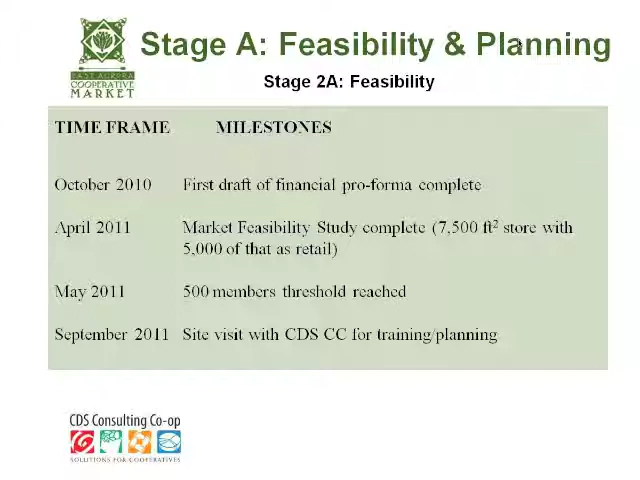 Stage A: Feasibility & Planning
EAST AURORA
COOPERATIVE
MARKET
Stage 2A: Feasibility
TIME FRAME MILESTONES
October 2010 First draft of financial pro-forma complete
April 2011 Market Feasibility Study complete (7,500 ft² store with
5,000 of that as retail)
May 2011 500 members threshold reached
September 2011 Site visit with CDS CC for training/planning
CDS Consulting Co-op
SOLUTIONS FOR COOPERATIVES